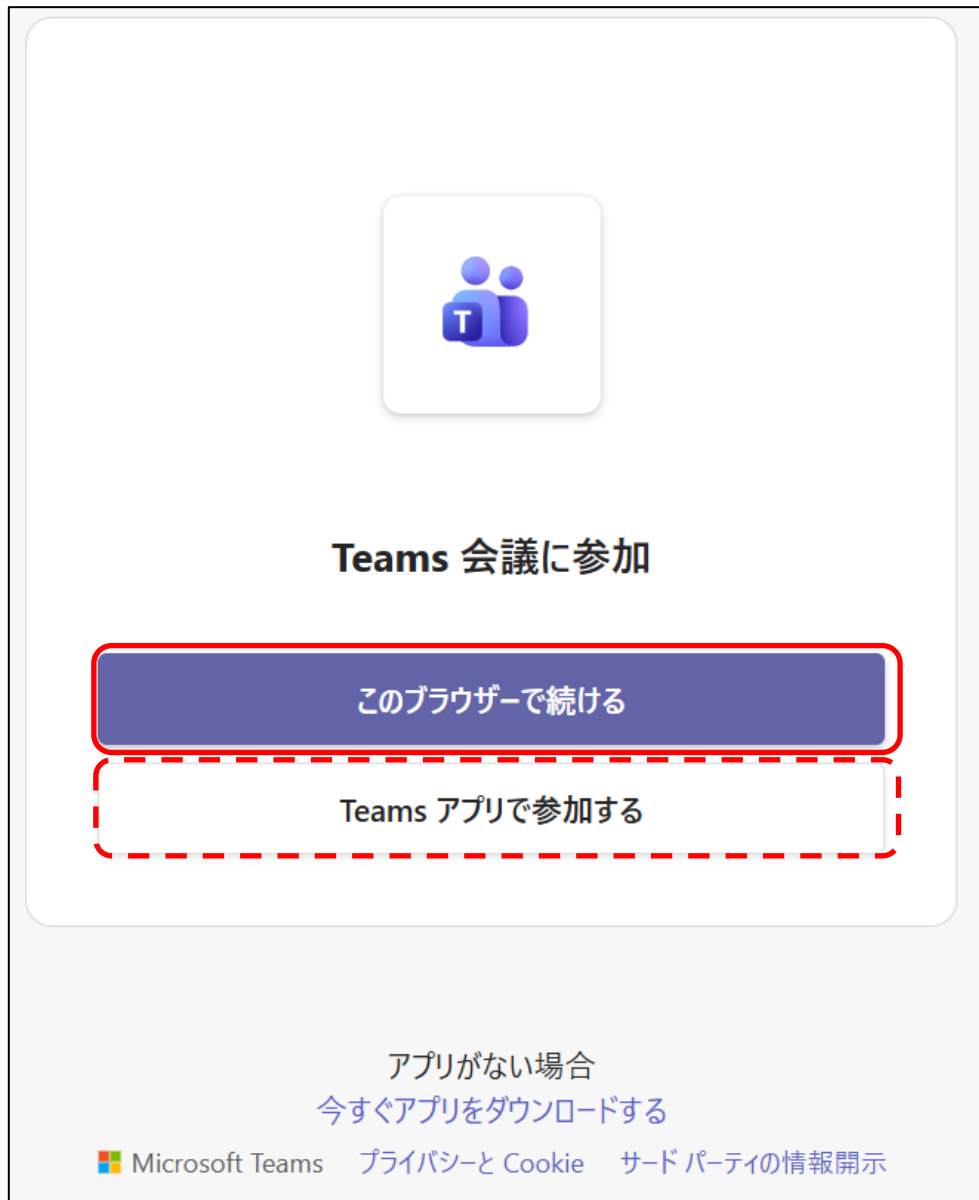 T
Teams 会議に参加
このブラウザーで続ける
Teams アプリで参加する
アプリがない場合
今すぐアプリをダウンロードする
Microsoft Teams プライバシーと Cookie サード パーティの情報開示